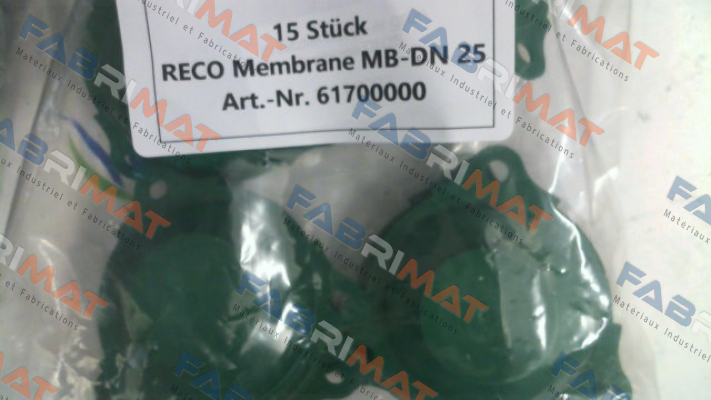 15 Stück
RECO Membrane MB-DN 25
Art.-Nr. 61700000
FABRIMAT
Matériaux Industriel et Fabrications